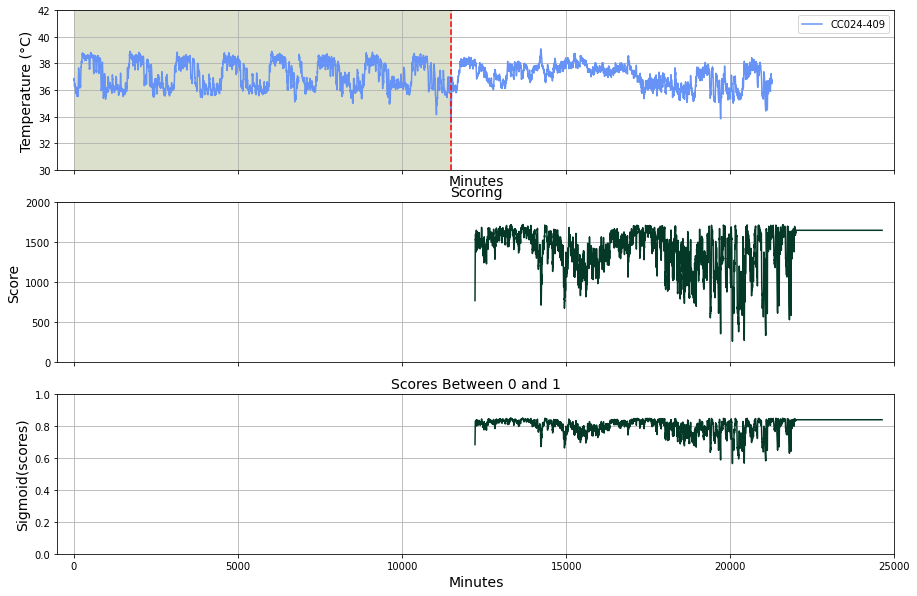 42
40
38
36
34
32
30
Temperature (°C)
CC024-409
Minutes
Scoring
2000
1500
1000
500
0
Score
Scores Between 0 and 1
1.0
0.8
0.6
0.4
0.2
0.0
Sigmoid(scores)
0 5000 10000 15000 20000 25000
Minutes